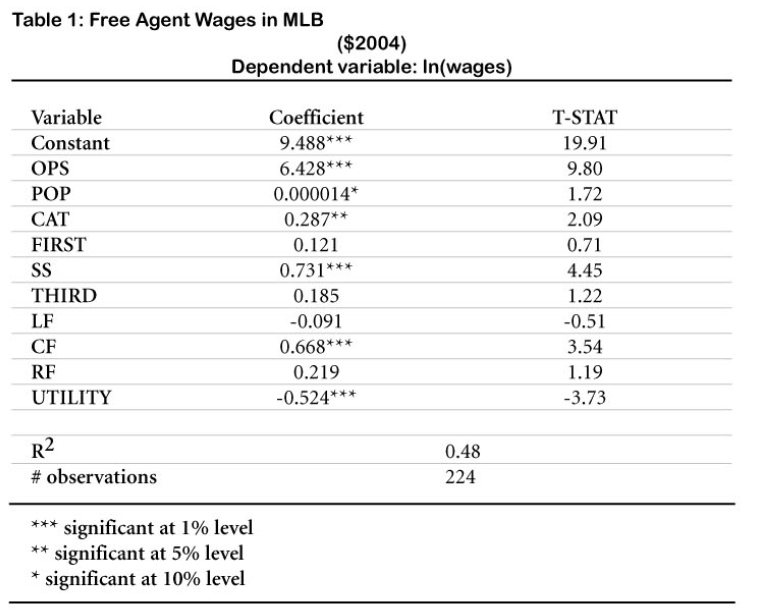 Table 1: Free Agent Wages in MLB
($2004)
Dependent variable: ln(wages)
Variable Coefficient T-STAT
Constant 9.488*** 19.91
OPS 6.428*** 9.80
POP 0.000014* 1.72
CAT 0.287** 2.09
FIRST 0.121 0.71
SS 0.731*** 4.45
THIRD 0.185 1.22
LF -0.091 -0.51
CF 0.668*** 3.54
RF 0.219 1.19
UTILITY -0.524*** -3.73
R² 0.48
# observations 224
*** significant at 1% level
** significant at 5% level
* significant at 10% level